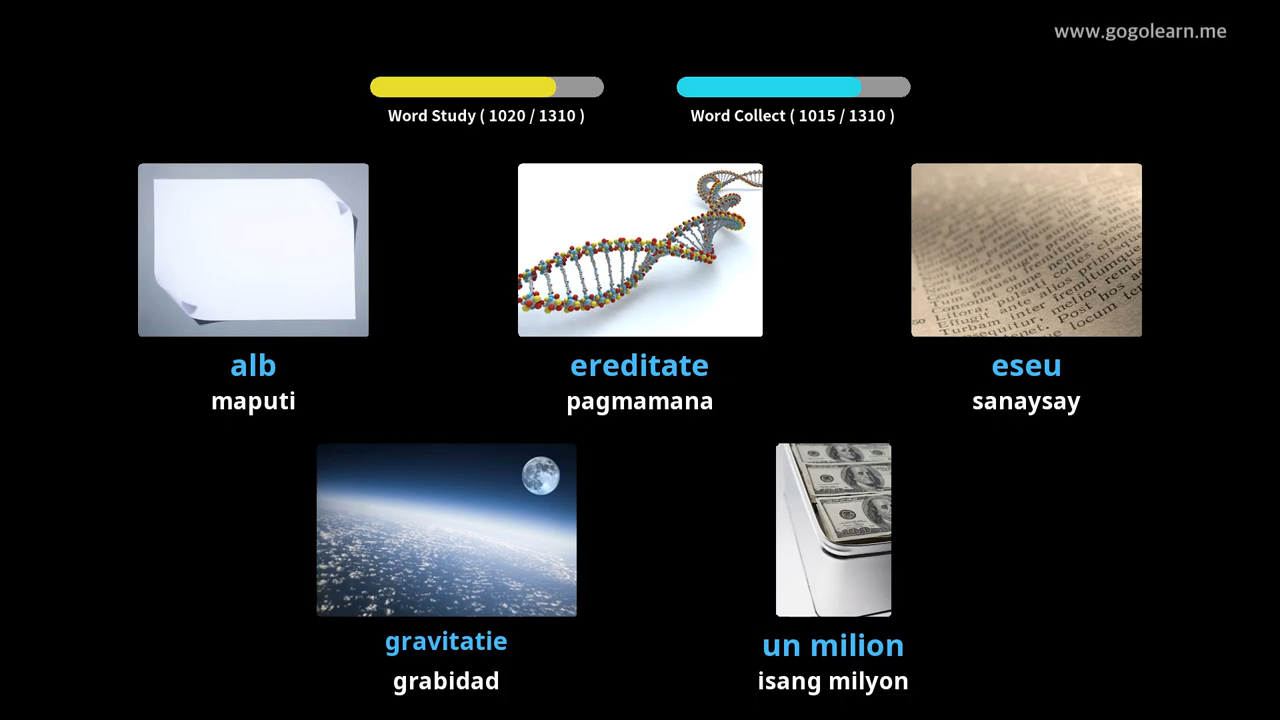 www.gogolearn.me
Word Study ( 1020 / 1310 )
Word Collect ( 1015 / 1310 )
alb
maputi
ereditate
pagmamana
eseu
sanaysay
gravitatie
grabidad
un milion
isang milyon